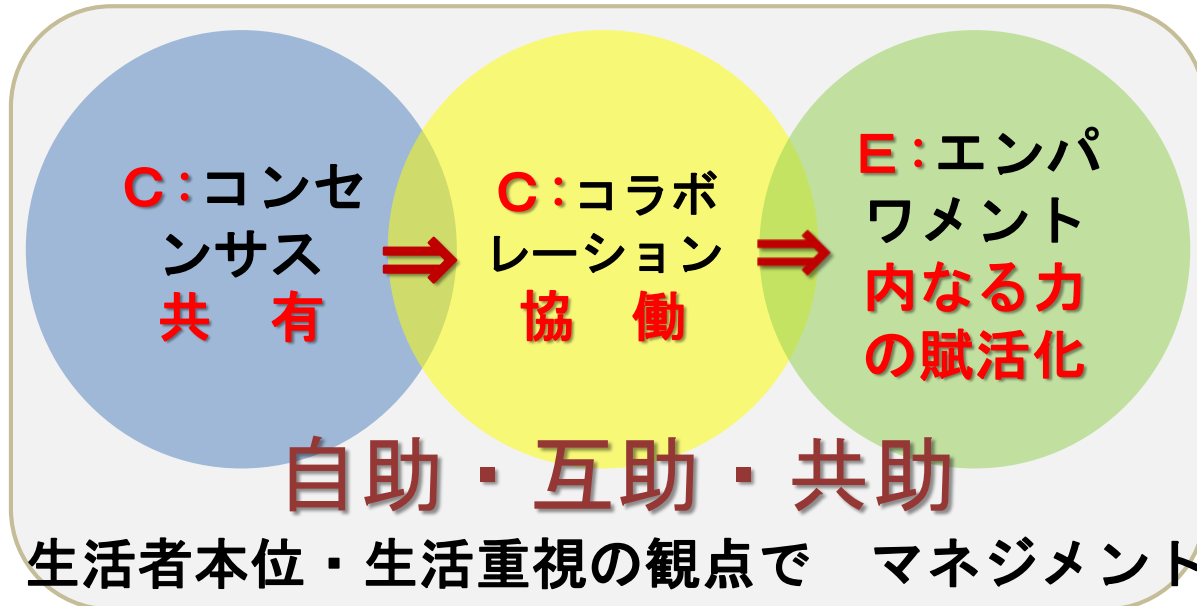 C:コンセ
ンサス
共　有
⇒
C:コラボ
レーション
協　働
⇒
E:エンパ
ワメント
内なる力
の賦活化
自助・互助・共助
生活者本位・生活重視の観点で　マネジメント